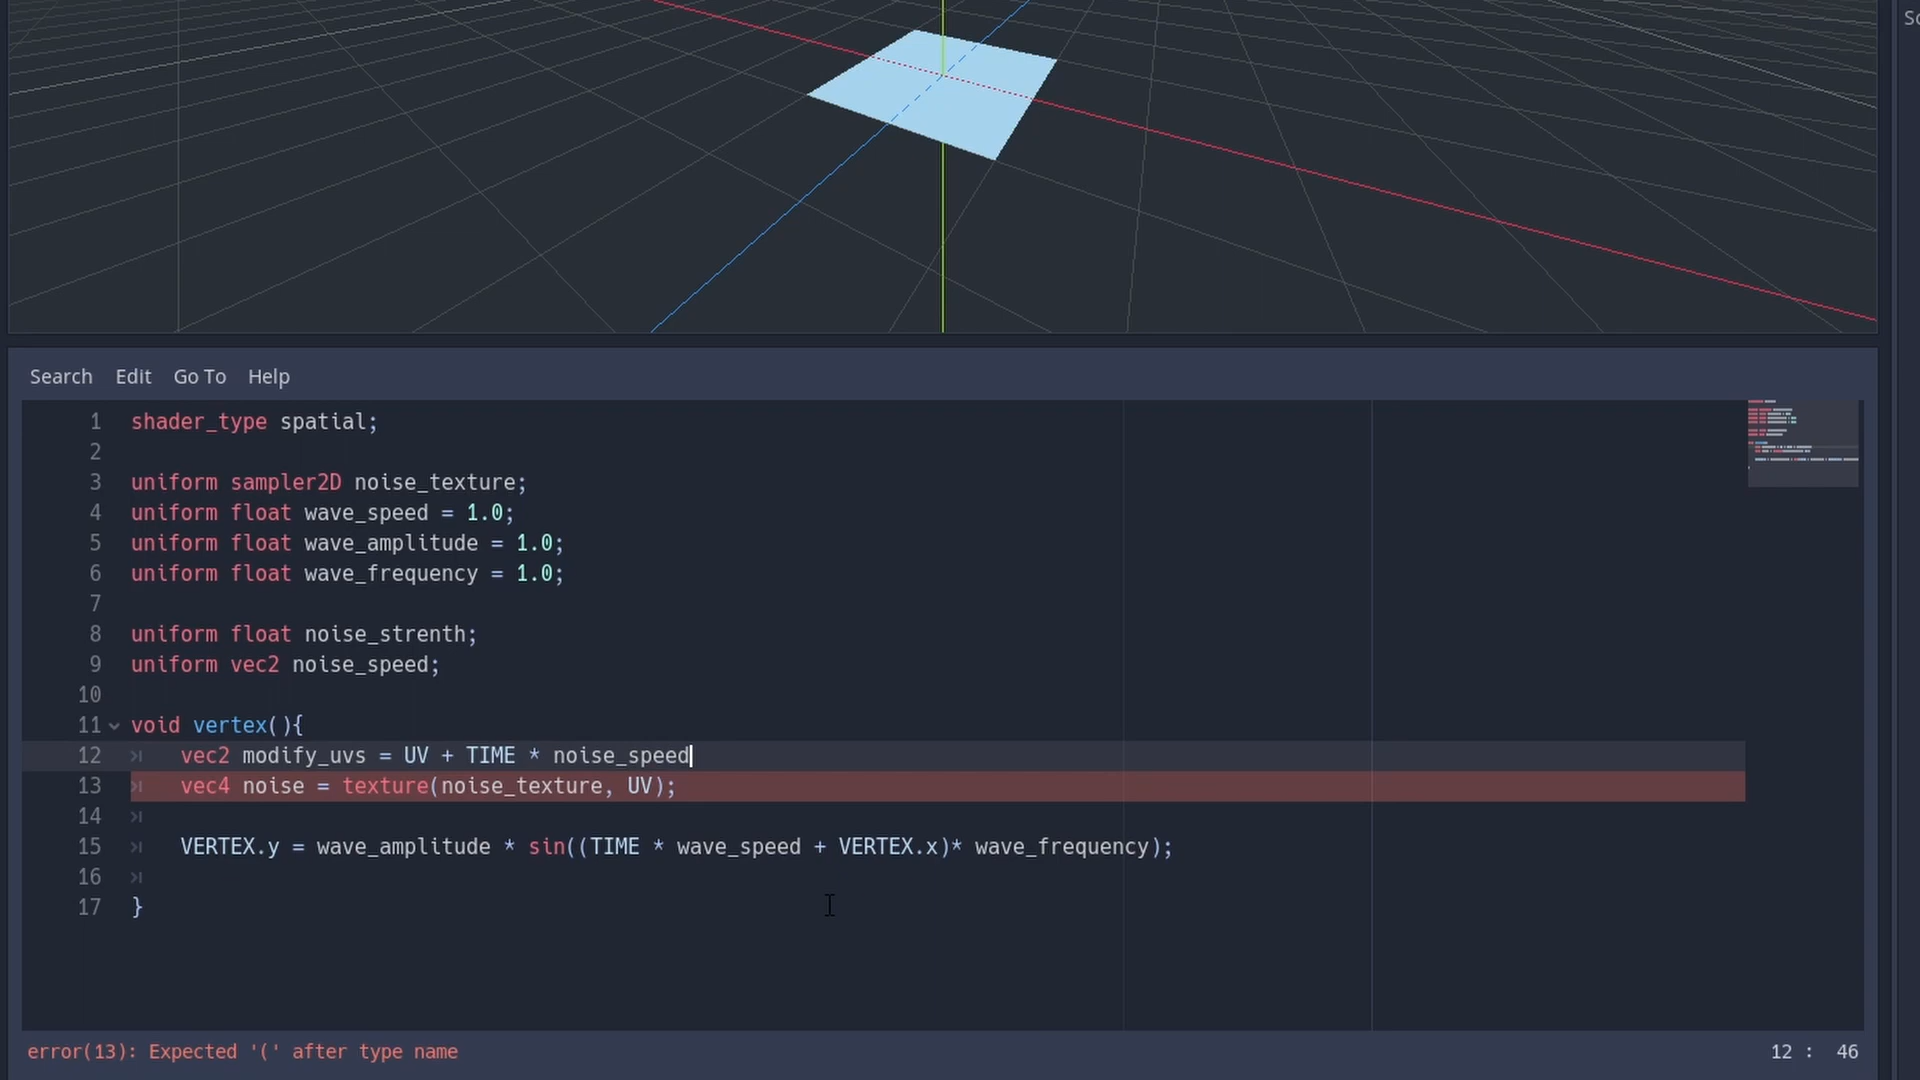 Sc
Search Edit Go To Help
1 shader_type spatial;
2
3 uniform sampler2D noise_texture;
4 uniform float wave_speed = 1.0;
5 uniform float wave_amplitude = 1.0;
6 uniform float wave_frequency = 1.0;
7
8 uniform float noise_strenth;
9 uniform vec2 noise_speed;
10
11 void vertex(){
12 vec2 modify_uvs = UV + TIME * noise_speed
13 vec4 noise = texture(noise_texture, UV);
14
15 VERTEX.y = wave_amplitude * sin((TIME * wave_speed + VERTEX.x)* wave_frequency);
16
17 }
error(13): Expected '(' after type name 12 : 46